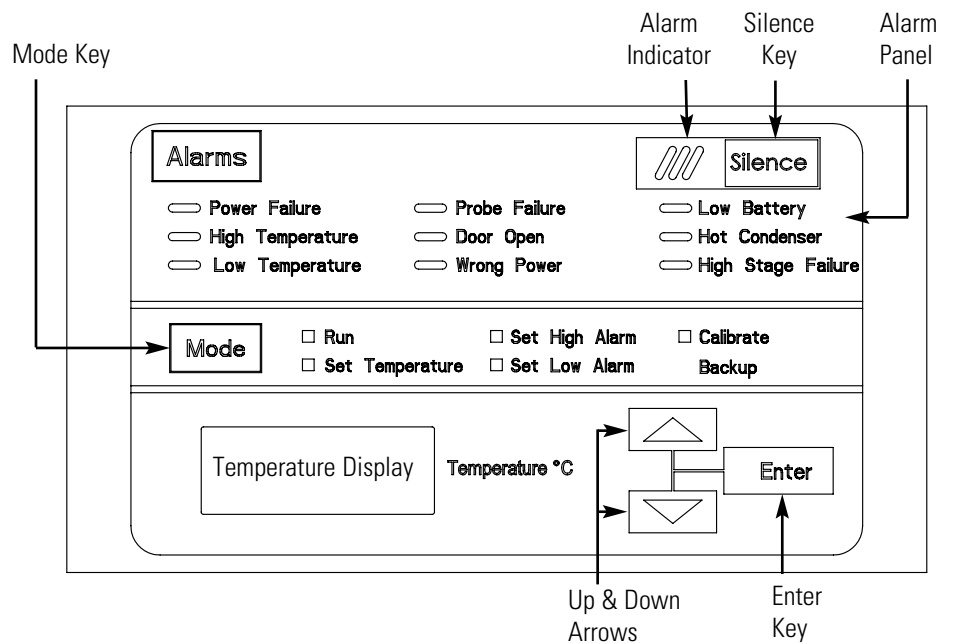 Mode Key
Alarm
Indicator
Silence
Key
Alarm
Panel
Alarms
Silence
Power Failure
High Temperature
Low Temperature
Probe Failure
Door Open
Wrong Power
Low Battery
Hot Condenser
High Stage Failure
Mode
Run
Set Temperature
Set High Alarm
Set Low Alarm
Calibrate
Backup
Temperature Display
Temperature °C
Enter
Up & Down
Arrows
Enter
Key